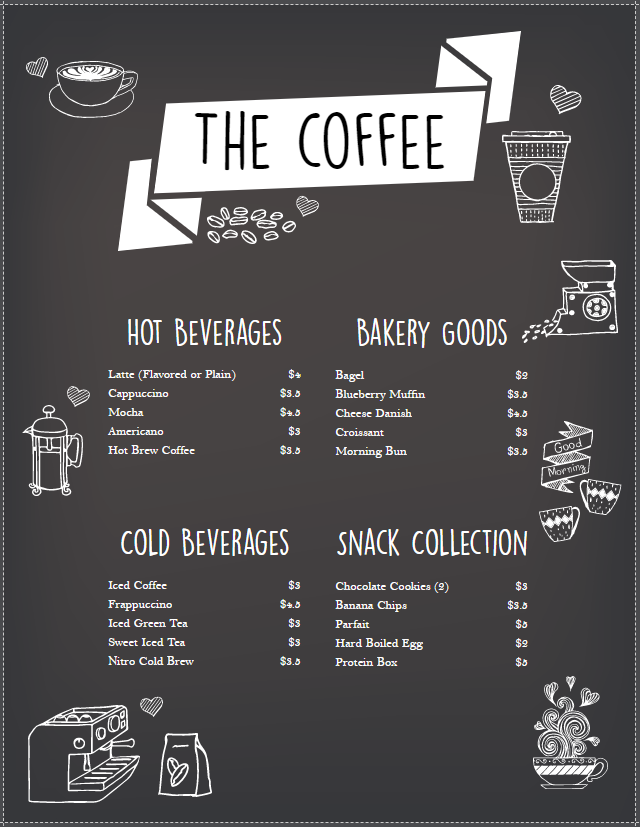 THE COFFEE
HOT BEVERAGES
Latte (Flavored or Plain) $4
Cappuccino $3.5
Mocha $4.5
Americano $3
Hot Brew Coffee $3.5
BAKERY GOODS
Bagel $2
Blueberry Muffin $3.5
Cheese Danish $4.5
Croissant $3
Morning Bun $3.5
Good
Morning
COLD BEVERAGES
Iced Coffee $3
Frappuccino $4.5
Iced Green Tea $3
Sweet Iced Tea $3
Nitro Cold Brew $3.5
SNACK COLLECTION
Chocolate Cookies (2) $3
Banana Chips $3.5
Parfait $5
Hard Boiled Egg $2
Protein Box $5